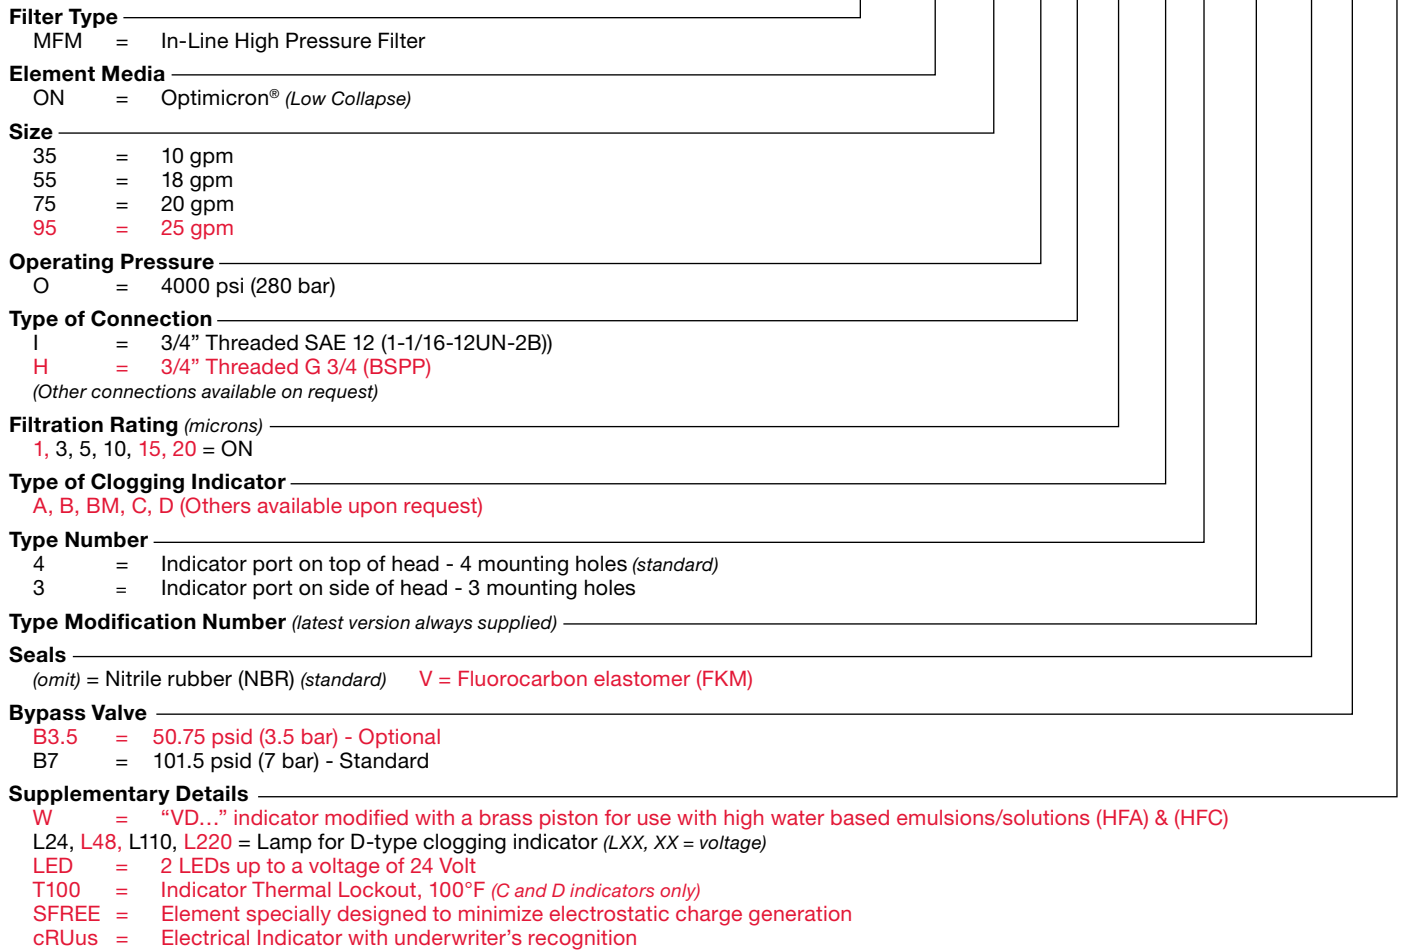 Filter Type
MFM = In-Line High Pressure Filter
Element Media
ON = Optimicron® (Low Collapse)
Size
35 = 10 gpm
55 = 18 gpm
75 = 20 gpm
95 = 25 gpm
Operating Pressure
O = 4000 psi (280 bar)
Type of Connection
I = 3/4” Threaded SAE 12 (1-1/16-12UN-2B))
H = 3/4” Threaded G 3/4 (BSPP)
(Other connections available on request)
Filtration Rating (microns)
1, 3, 5, 10, 15, 20 = ON
Type of Clogging Indicator
A, B, BM, C, D (Others available upon request)
Type Number
4 = Indicator port on top of head - 4 mounting holes (standard)
3 = Indicator port on side of head - 3 mounting holes
Type Modification Number (latest version always supplied)
Seals
(omit) = Nitrile rubber (NBR) (standard) V = Fluorocarbon elastomer (FKM)
Bypass Valve
B3.5 = 50.75 psid (3.5 bar) - Optional
B7 = 101.5 psid (7 bar) - Standard
Supplementary Details
W = “VD…” indicator modified with a brass piston for use with high water based emulsions/solutions (HFA) & (HFC)
L24, L48, L110, L220 = Lamp for D-type clogging indicator (LXX, XX = voltage)
LED = 2 LEDs up to a voltage of 24 Volt
T100 = Indicator Thermal Lockout, 100°F (C and D indicators only)
SFREE = Element specially designed to minimize electrostatic charge generation
cRUus = Electrical Indicator with underwriter’s recognition